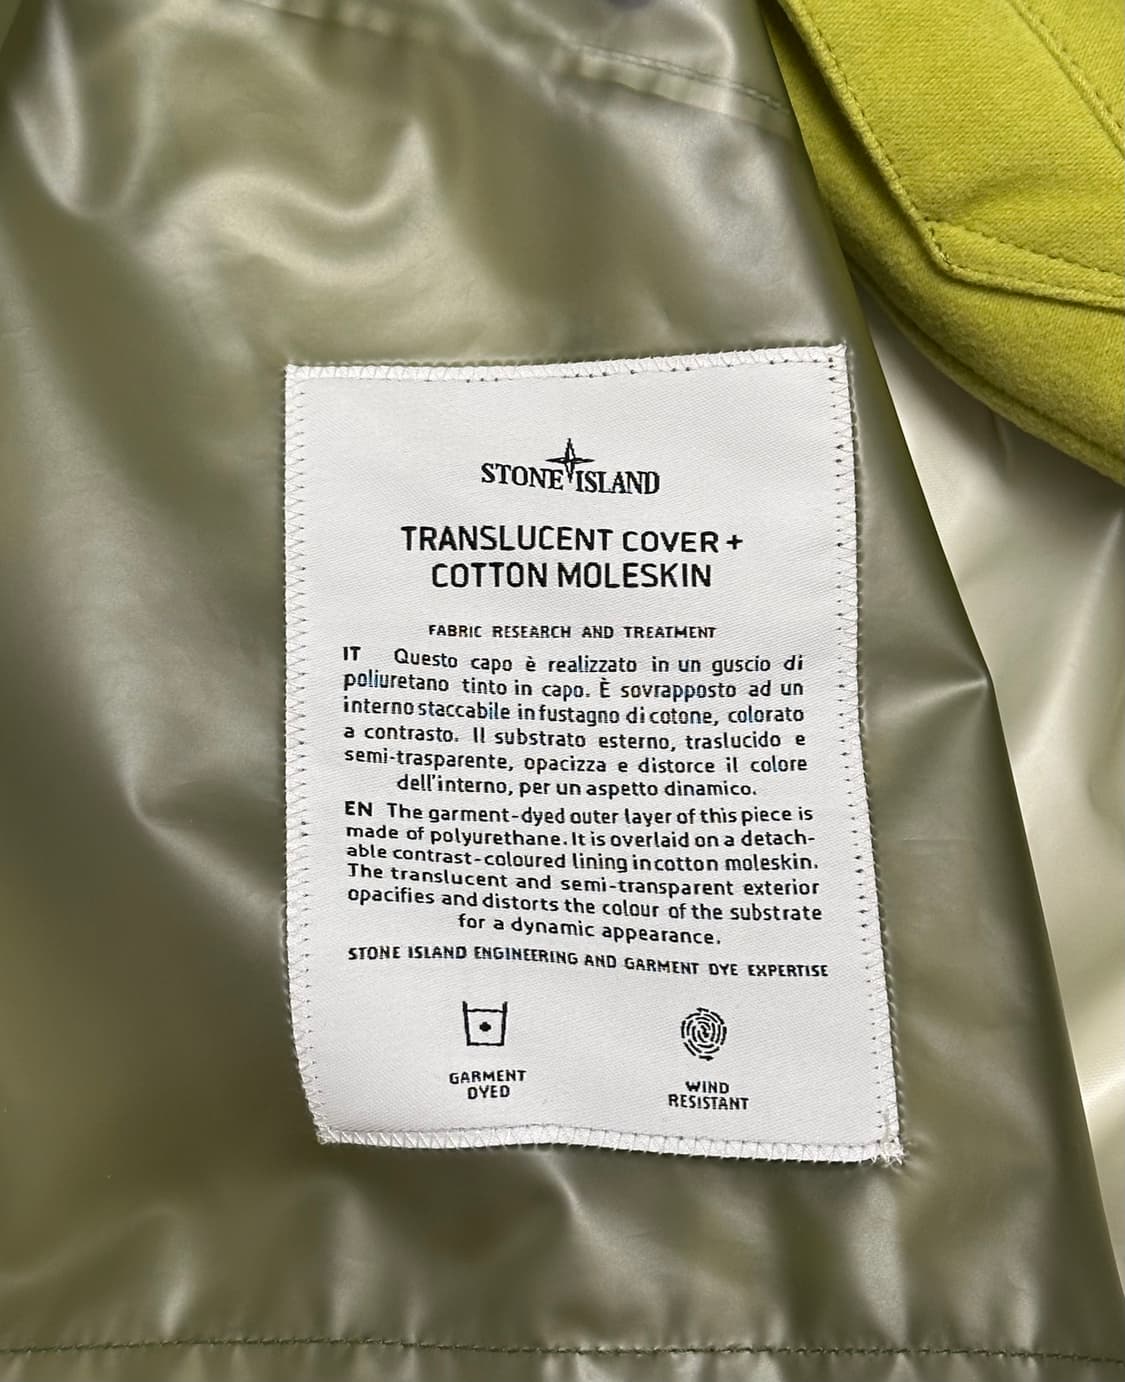 STONE ISLAND
TRANSLUCENT COVER +
COTTON MOLESKIN
FABRIC RESEARCH AND TREATMENT
IT Questo capo è realizzato in un guscio di
poliuretano tinto in capo. È sovrapposto ad un
interno staccabile in fustagno di cotone, colorato
a contrasto. Il substrato esterno, traslucido e
semi-trasparente, opacizza e distorce il colore
dell'interno, per un aspetto dinamico.
EN The garment-dyed outer layer of this piece is
made of polyurethane. It is overlaid on a detach-
able contrast-coloured lining in cotton moleskin.
The translucent and semi-transparent exterior
opacifies and distorts the colour of the substrate
for a dynamic appearance.
STONE ISLAND ENGINEERING AND GARMENT DYE EXPERTISE
GARMENT
DYED
WIND
RESISTANT